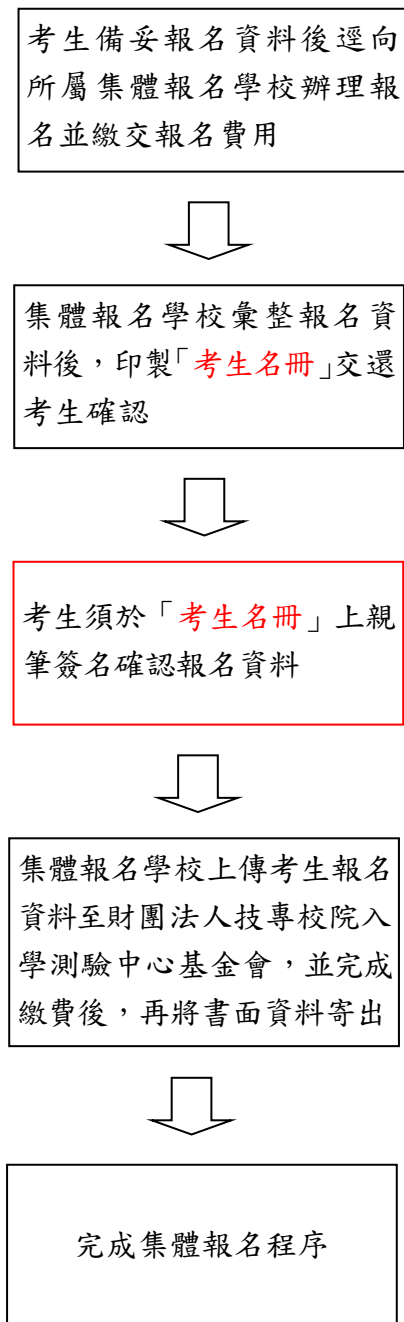 考生備妥報名資料後逕向
所屬集體報名學校辦理報
名並繳交報名費用
集體報名學校彙整報名資
料後，印製「考生名冊」交還
考生確認
考生須於「考生名冊」上親
筆簽名確認報名資料
集體報名學校上傳考生報名
資料至財團法人技專校院入
學測驗中心基金會，並完成
繳費後，再將書面資料寄出
完成集體報名程序